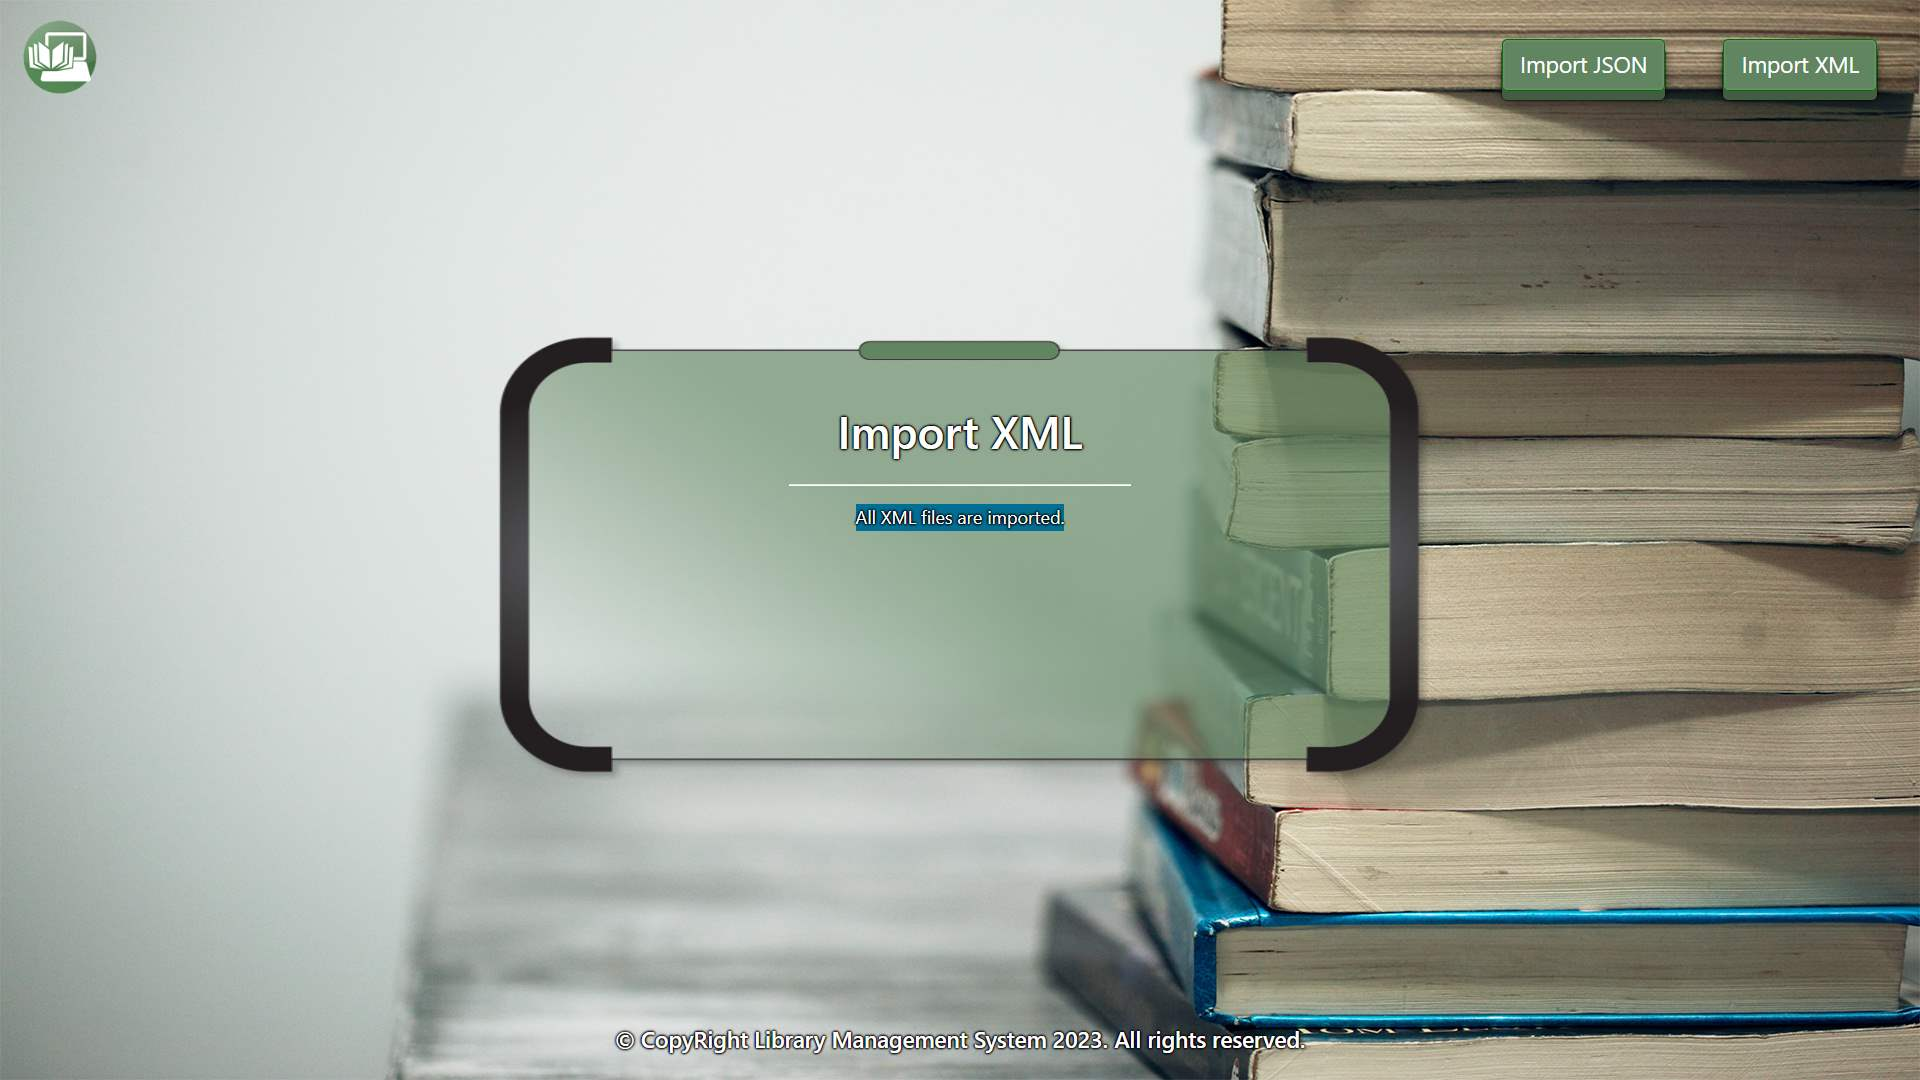 Import JSON
Import XML
Import XML
All XML files are imported.
© CopyRight Library Management System 2023. All rights reserved.